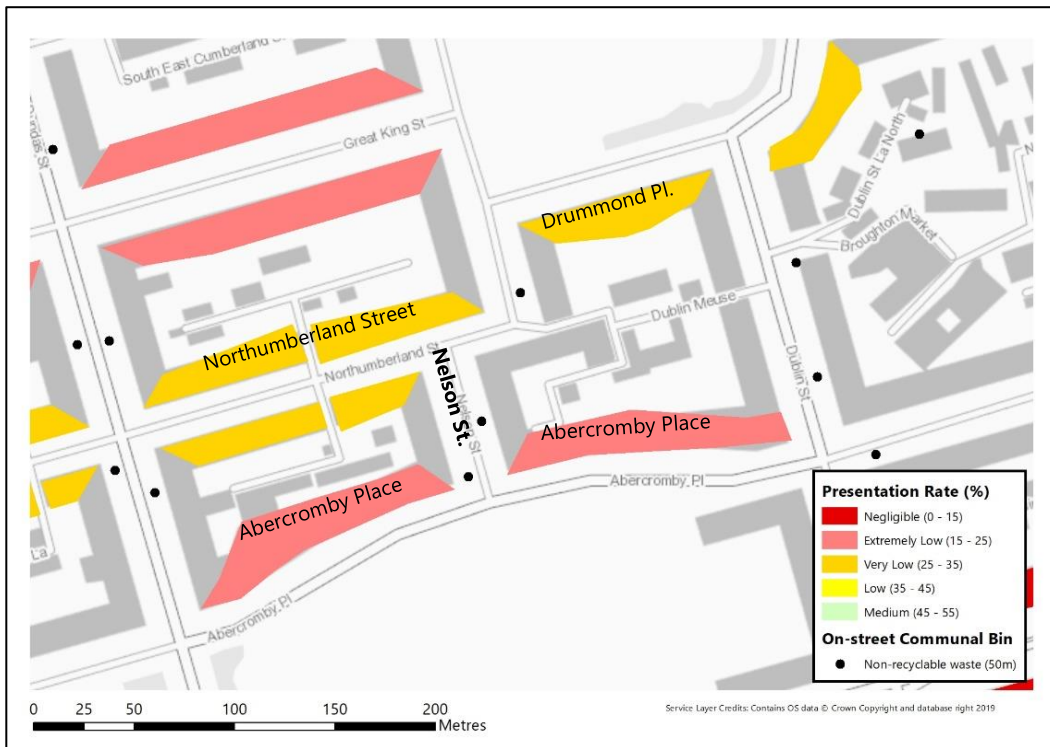 South East Cumberland S
Great King St
Dundas St
Drummond Pl.
Dublin St La North
Broughton Market
N
Northumberland Street
Northumberland St
Nelson St.
Nelson St
Dublin Meuse
Dublin St
Abercromby Place
Abercromby Place
Abercromby Pl
Abercromby Pl
La
Presentation Rate (%)
Negligible (0 - 15)
Extremely Low (15 - 25)
Very Low (25 - 35)
Low (35 - 45)
Medium (45 - 55)
On-street Communal Bin
Non-recyclable waste (50m)
0 25 50 100 150 200
Metres
Service Layer Credits: Contains OS data © Crown Copyright and database right 2019